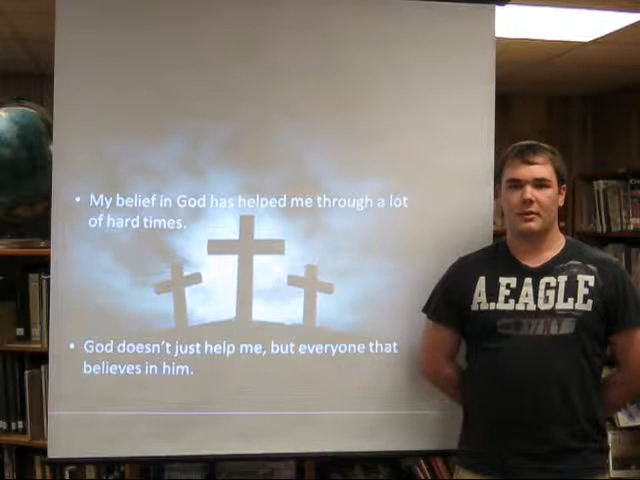 • My belief in God has helped me through a lot
of hard times.
• God doesn't just help me, but everyone that
believes in him.
A.EAGLE